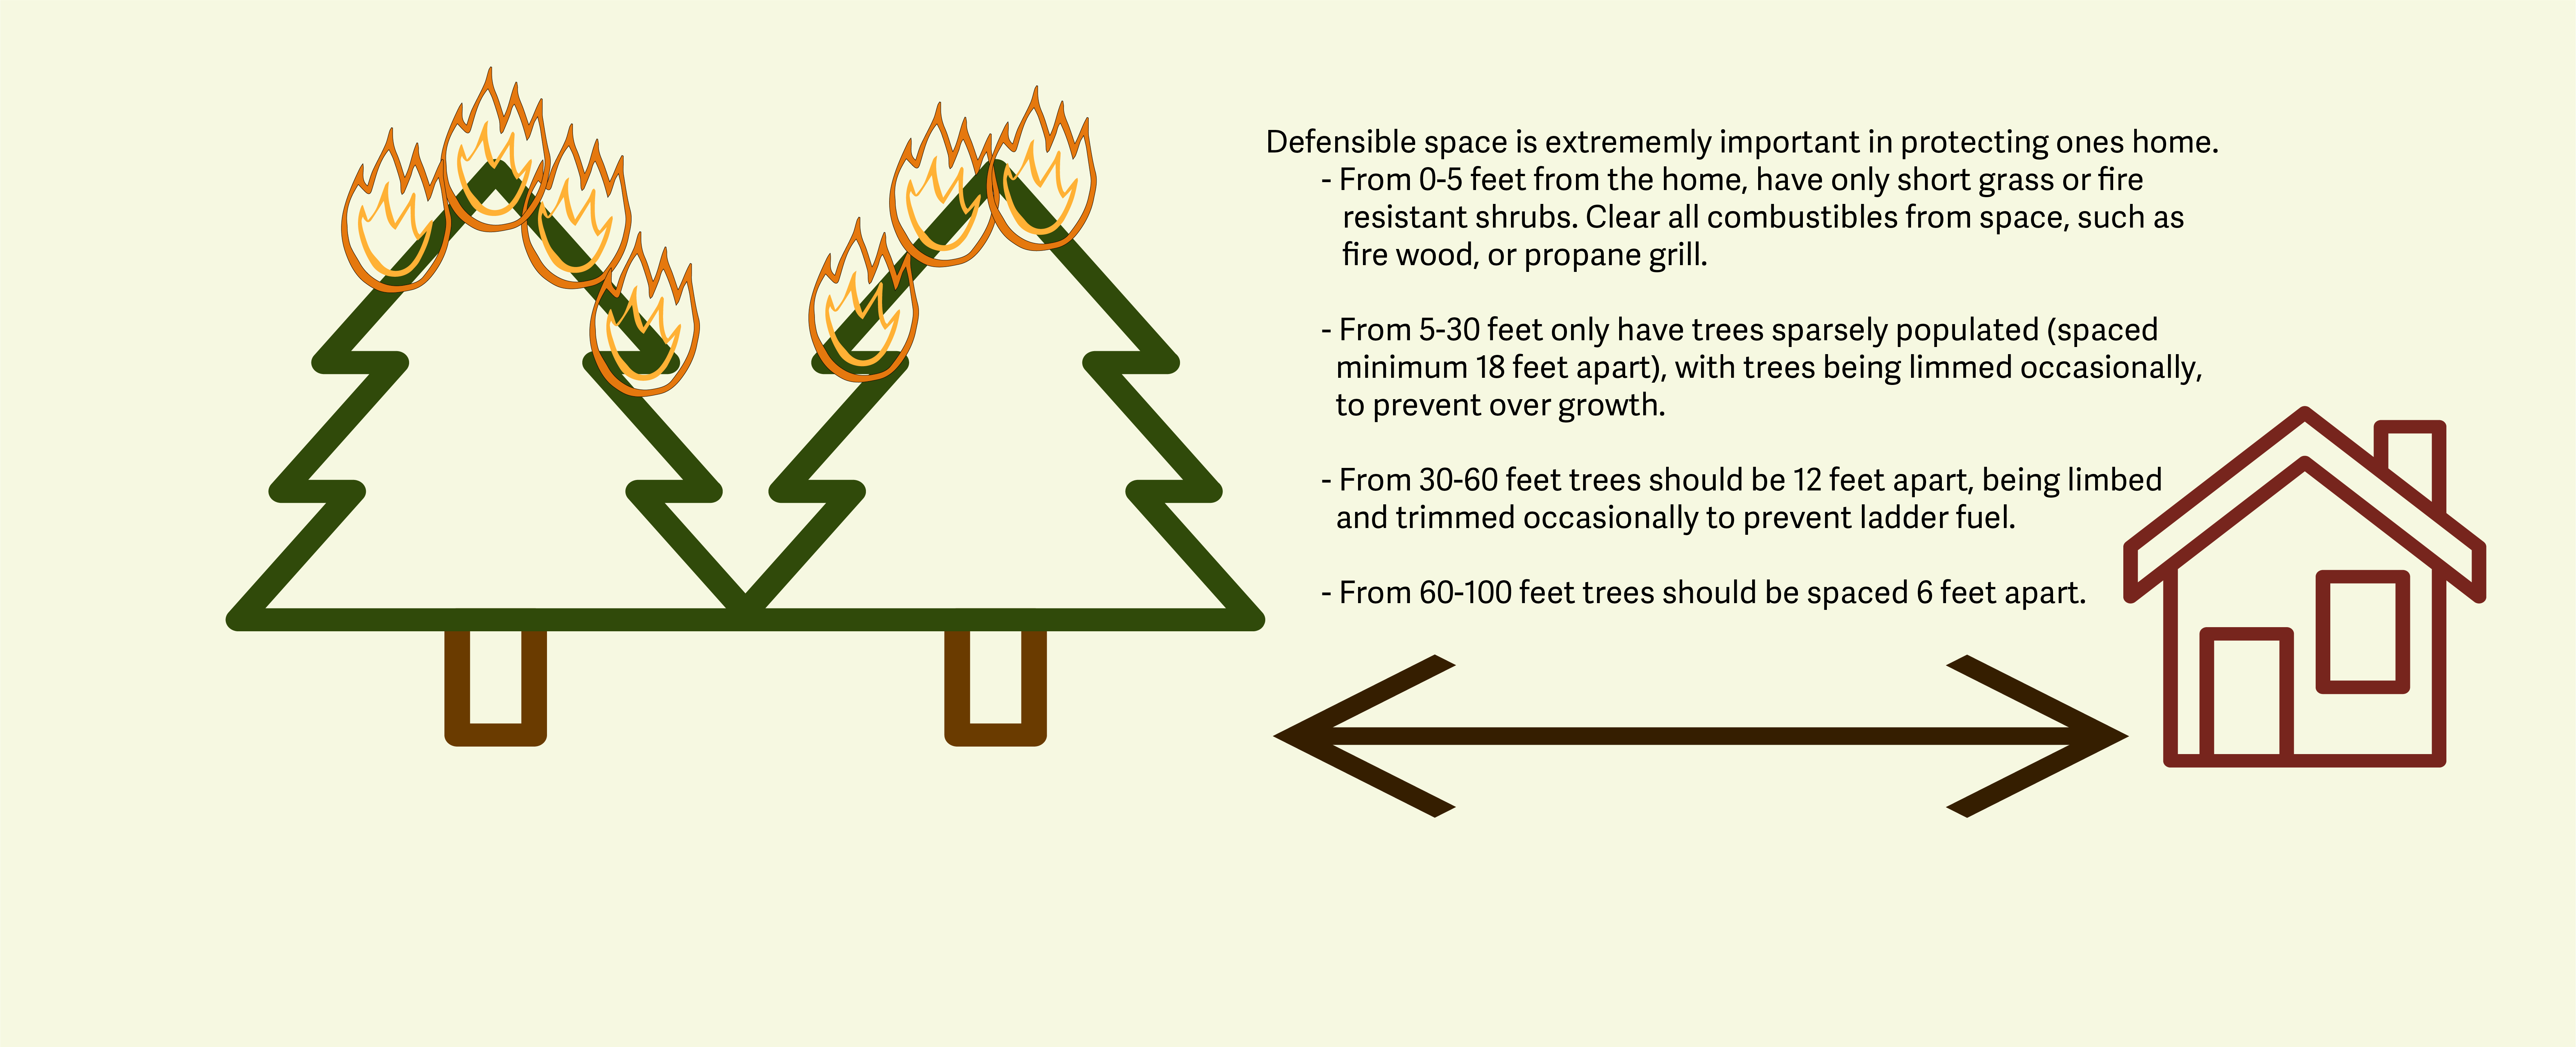 Defensible space is extrememly important in protecting ones home.
- From 0-5 feet from the home, have only short grass or fire
resistant shrubs. Clear all combustibles from space, such as
fire wood, or propane grill.
- From 5-30 feet only have trees sparsely populated (spaced
minimum 18 feet apart), with trees being limmed occasionally,
to prevent over growth.
- From 30-60 feet trees should be 12 feet apart, being limbed
and trimmed occasionally to prevent ladder fuel.
- From 60-100 feet trees should be spaced 6 feet apart.